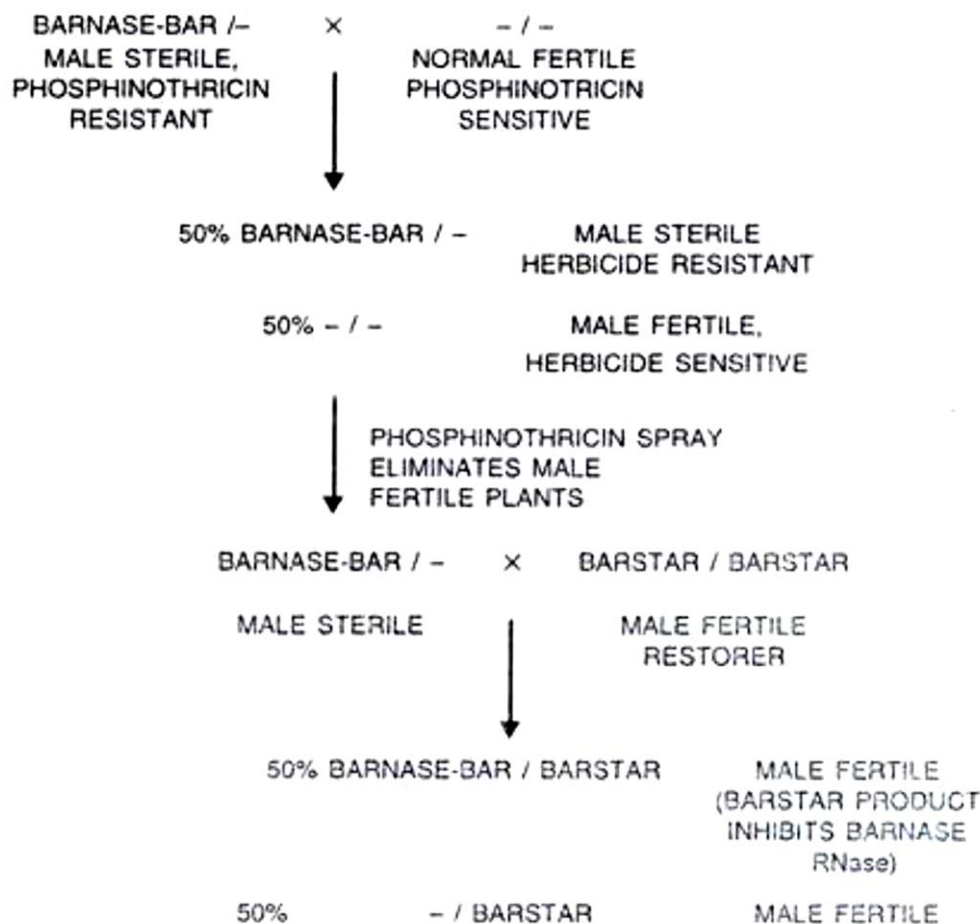 BARNASE-BAR /– × – / –
MALE STERILE, NORMAL FERTILE
PHOSPHINOTHRICIN PHOSPHINOTRICIN
RESISTANT SENSITIVE
50% BARNASE-BAR / – MALE STERILE
HERBICIDE RESISTANT
50% – / – MALE FERTILE,
HERBICIDE SENSITIVE
PHOSPHINOTHRICIN SPRAY
ELIMINATES MALE
FERTILE PLANTS
BARNASE-BAR / – × BARSTAR / BARSTAR
MALE STERILE MALE FERTILE
RESTORER
50% BARNASE-BAR / BARSTAR MALE FERTILE
(BARSTAR PRODUCT
INHIBITS BARNASE
RNase)
50% – / BARSTAR MALE FERTILE